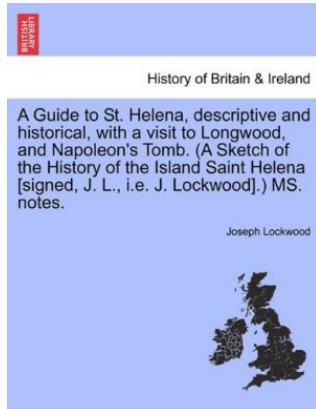 BRITISH
LIBRARY
History of Britain & Ireland
A Guide to St. Helena, descriptive and
historical, with a visit to Longwood,
and Napoleon's Tomb. (A Sketch of
the History of the Island Saint Helena
[signed, J. L., i.e. J. Lockwood].) MS.
notes.
Joseph Lockwood